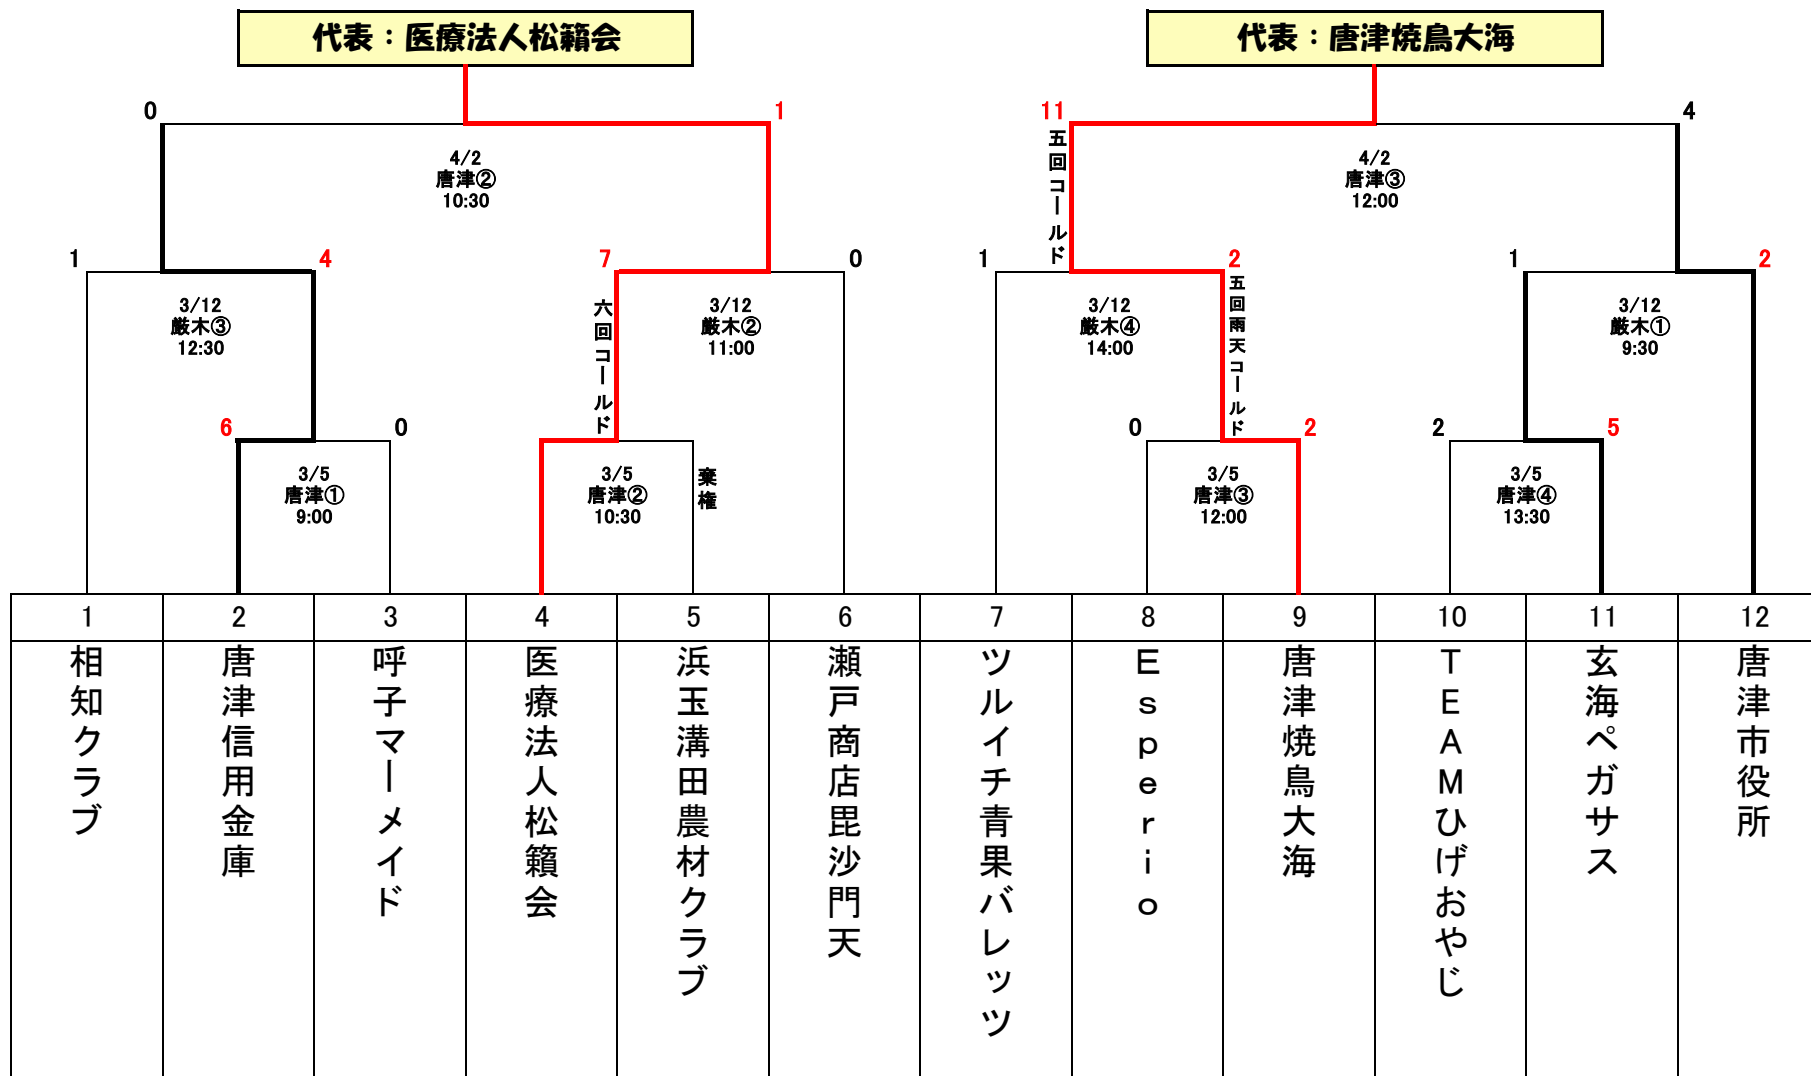 代表：医療法人松籟会
代表：唐津焼鳥大海
0
1
11
4
五回コールド
4/2
唐津②
10:30
4/2
唐津③
12:00
1
4
7
0
1
2
1
2
3/12
厳木③
12:30
六回コールド
3/12
厳木②
11:00
3/12
厳木④
14:00
五回雨天コールド
3/12
厳木①
9:30
6
0
0
2
2
5
3/5
唐津①
9:00
3/5
唐津②
10:30
棄権
3/5
唐津③
12:00
3/5
唐津④
13:30
1
2
3
4
5
6
7
8
9
10
11
12
相知クラブ
唐津信用金庫
呼子マーメイド
医療法人松籟会
浜玉溝田農材クラブ
瀬戸商店毘沙門天
ツルイチ青果バレッツ
Esperio
唐津焼鳥大海
TEAMひげおやじ
玄海ペガサス
唐津市役所